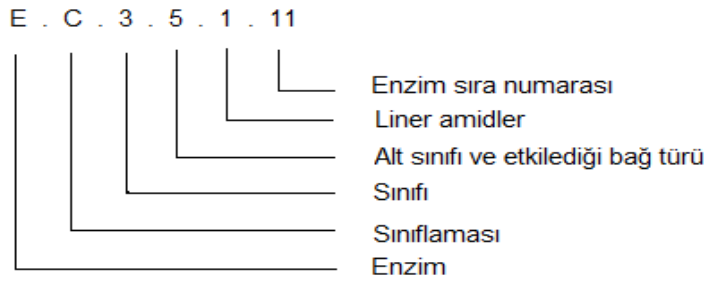 E . C . 3 . 5 . 1 . 11
Enzim sıra numarası
Liner amidler
Alt sınıfı ve etkilediği bağ türü
Sınıfı
Sınıflaması
Enzim